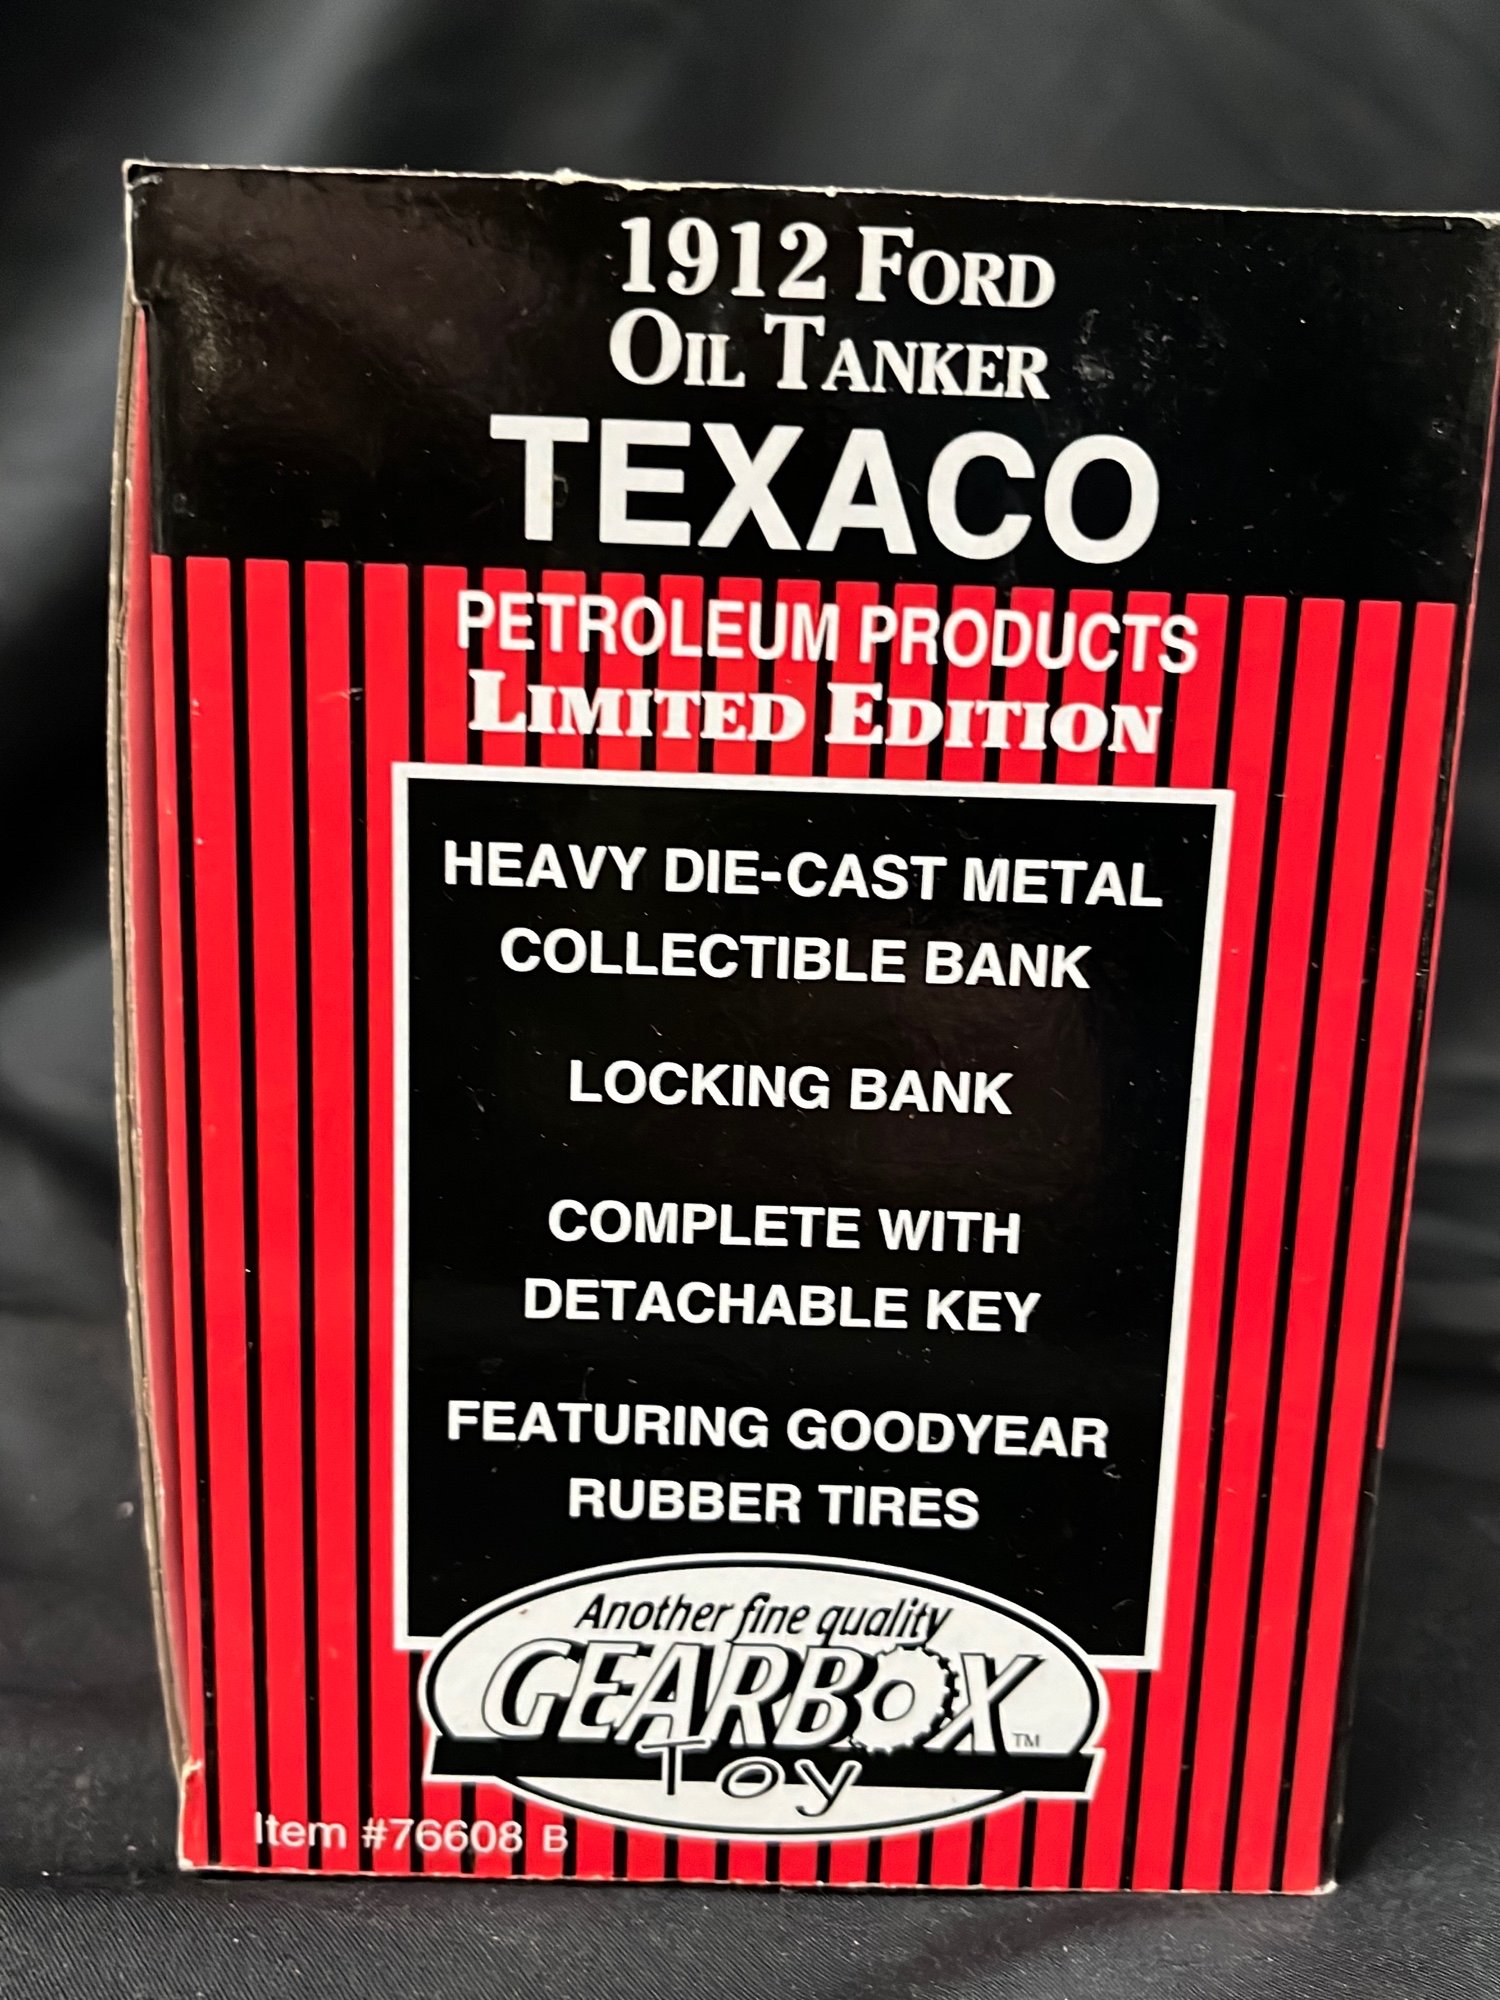 1912 FORD
OIL TANKER
TEXACO
PETROLEUM PRODUCTS
LIMITED EDITION
HEAVY DIE-CAST METAL
COLLECTIBLE BANK
LOCKING BANK
COMPLETE WITH
DETACHABLE KEY
FEATURING GOODYEAR
RUBBER TIRES
Another fine quality
GEARBOX TM
Toy
Item #76608 B